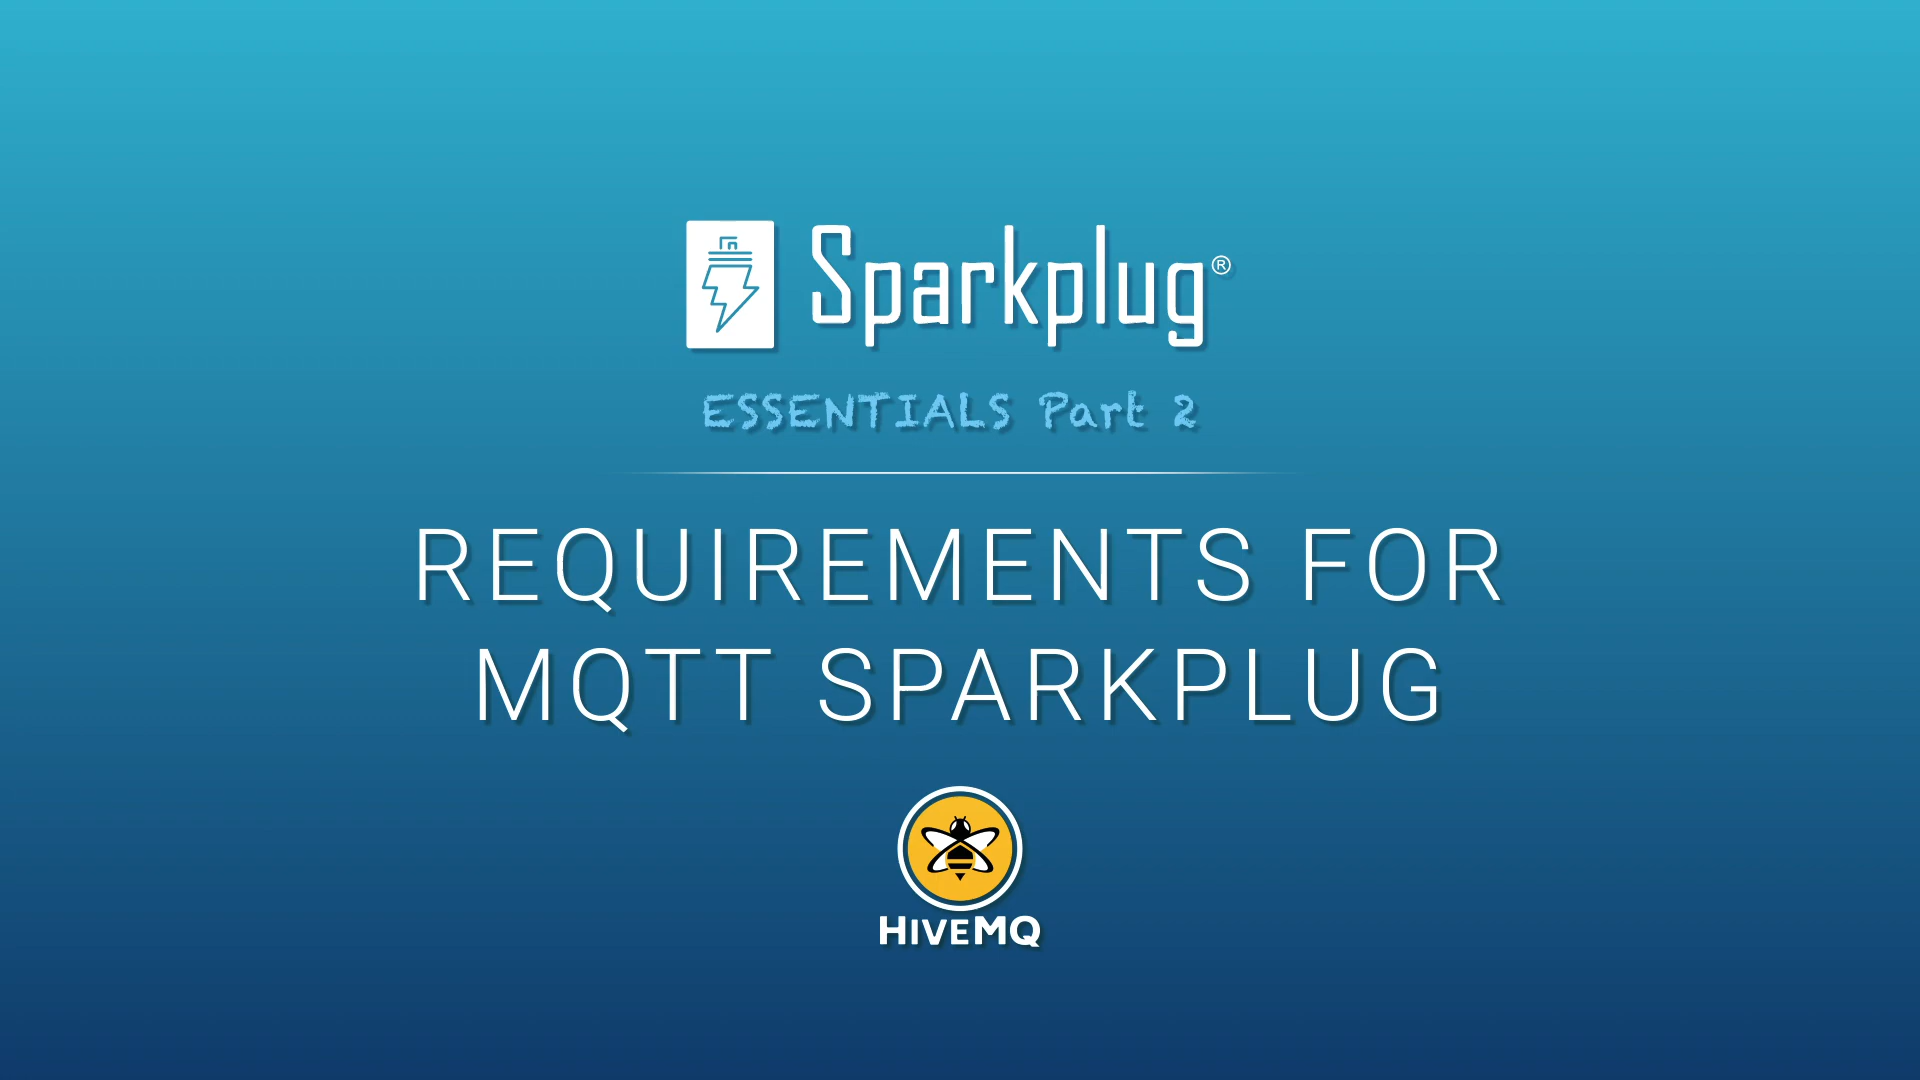 Sparkplug®
ESSENTIALS Part 2
REQUIREMENTS FOR
MQTT SPARKPLUG
HIVEMQ